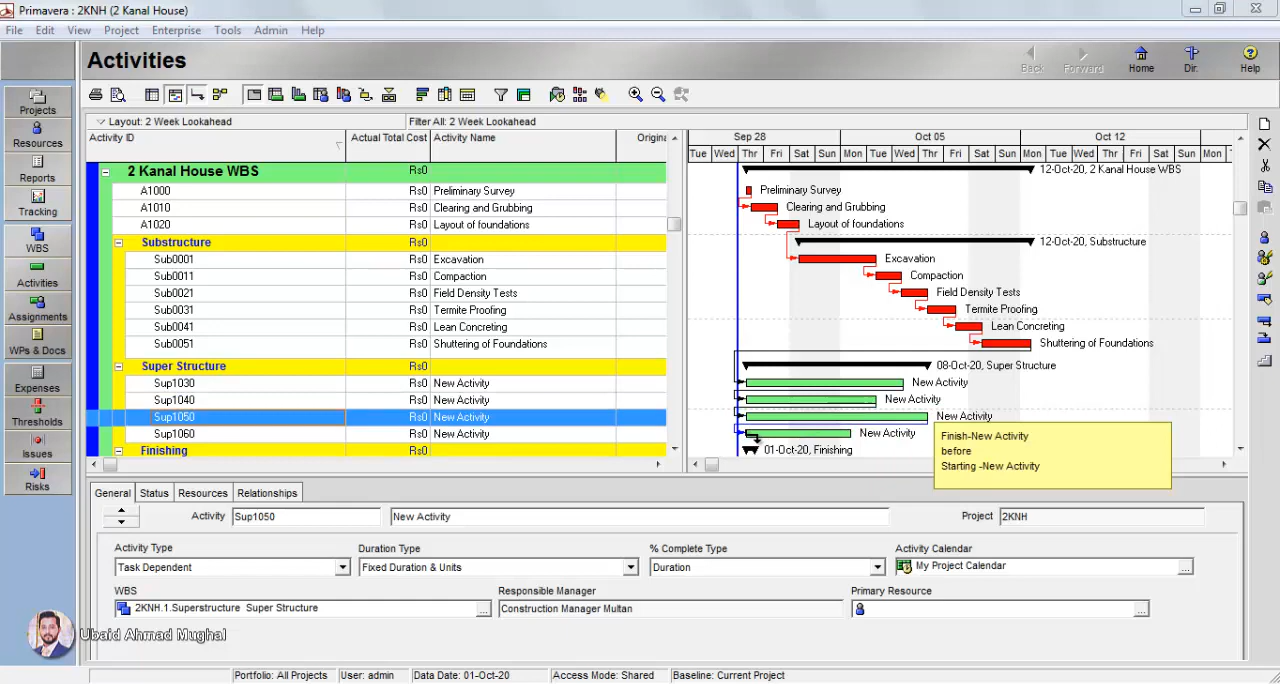 Primavera : 2KNH (2 Kanal House)
File Edit View Project Enterprise Tools Admin Help
Activities
Back Forward Home Dir. Help
Projects
Resources
Reports
Tracking
WBS
Activities
Assignments
WPs & Docs
Expenses
Thresholds
Issues
Risks
Layout: 2 Week Lookahead Filter All: 2 Week Lookahead
Activity ID Actual Total Cost Activity Name Origina
2 Kanal House WBS Rs0
A1000 Rs0 Preliminary Survey
A1010 Rs0 Clearing and Grubbing
A1020 Rs0 Layout of foundations
Substructure Rs0
Sub0001 Rs0 Excavation
Sub0011 Rs0 Compaction
Sub0021 Rs0 Field Density Tests
Sub0031 Rs0 Termite Proofing
Sub0041 Rs0 Lean Concreting
Sub0051 Rs0 Shuttering of Foundations
Super Structure Rs0
Sup1030 Rs0 New Activity
Sup1040 Rs0 New Activity
Sup1050 Rs0 New Activity
Sup1060 Rs0 New Activity
Finishing Rs0
Sep 28 Oct 05 Oct 12
Tue Wed Thr Fri Sat Sun Mon Tue Wed Thr Fri Sat Sun Mon Tue Wed Thr Fri Sat Sun Mon
12-Oct-20, 2 Kanal House WBS
Preliminary Survey
Clearing and Grubbing
Layout of foundations
12-Oct-20, Substructure
Excavation
Compaction
Field Density Tests
Termite Proofing
Lean Concreting
Shuttering of Foundations
08-Oct-20, Super Structure
New Activity
New Activity
New Activity
New Activity
01-Oct-20, Finishing
Finish-New Activity
before
Starting -New Activity
General Status Resources Relationships
Activity Sup1050 New Activity Project 2KNH
Activity Type Duration Type % Complete Type Activity Calendar
Task Dependent Fixed Duration & Units Duration My Project Calendar
WBS Responsible Manager Primary Resource
2KNH.1.Superstructure Super Structure Construction Manager Multan
Ubaid Ahmad Mughal
Portfolio: All Projects User: admin Data Date: 01-Oct-20 Access Mode: Shared Baseline: Current Project